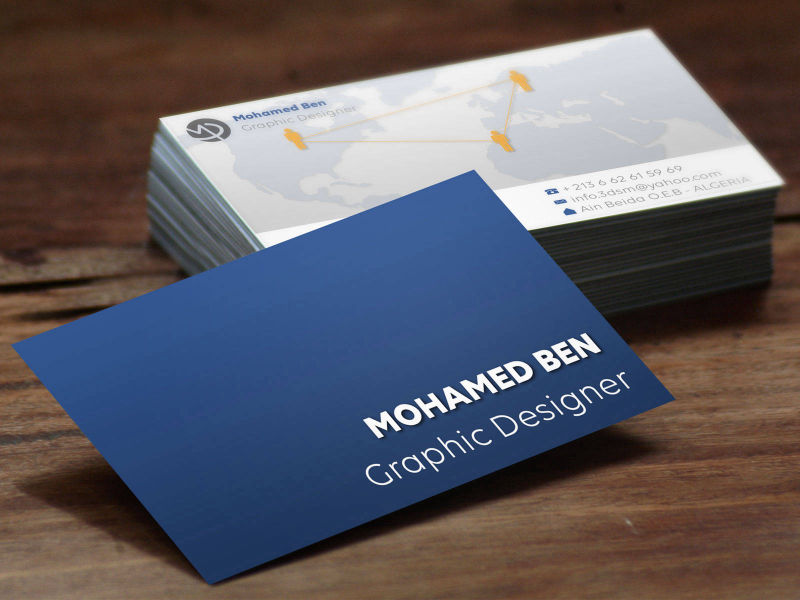 Mohamed Ben
Graphic Designer
+ 213 6 62 61 59 69
info.3dsm@yahoo.com
Ain Beida O.E.B - ALGERIA
MOHAMED BEN
Graphic Designer